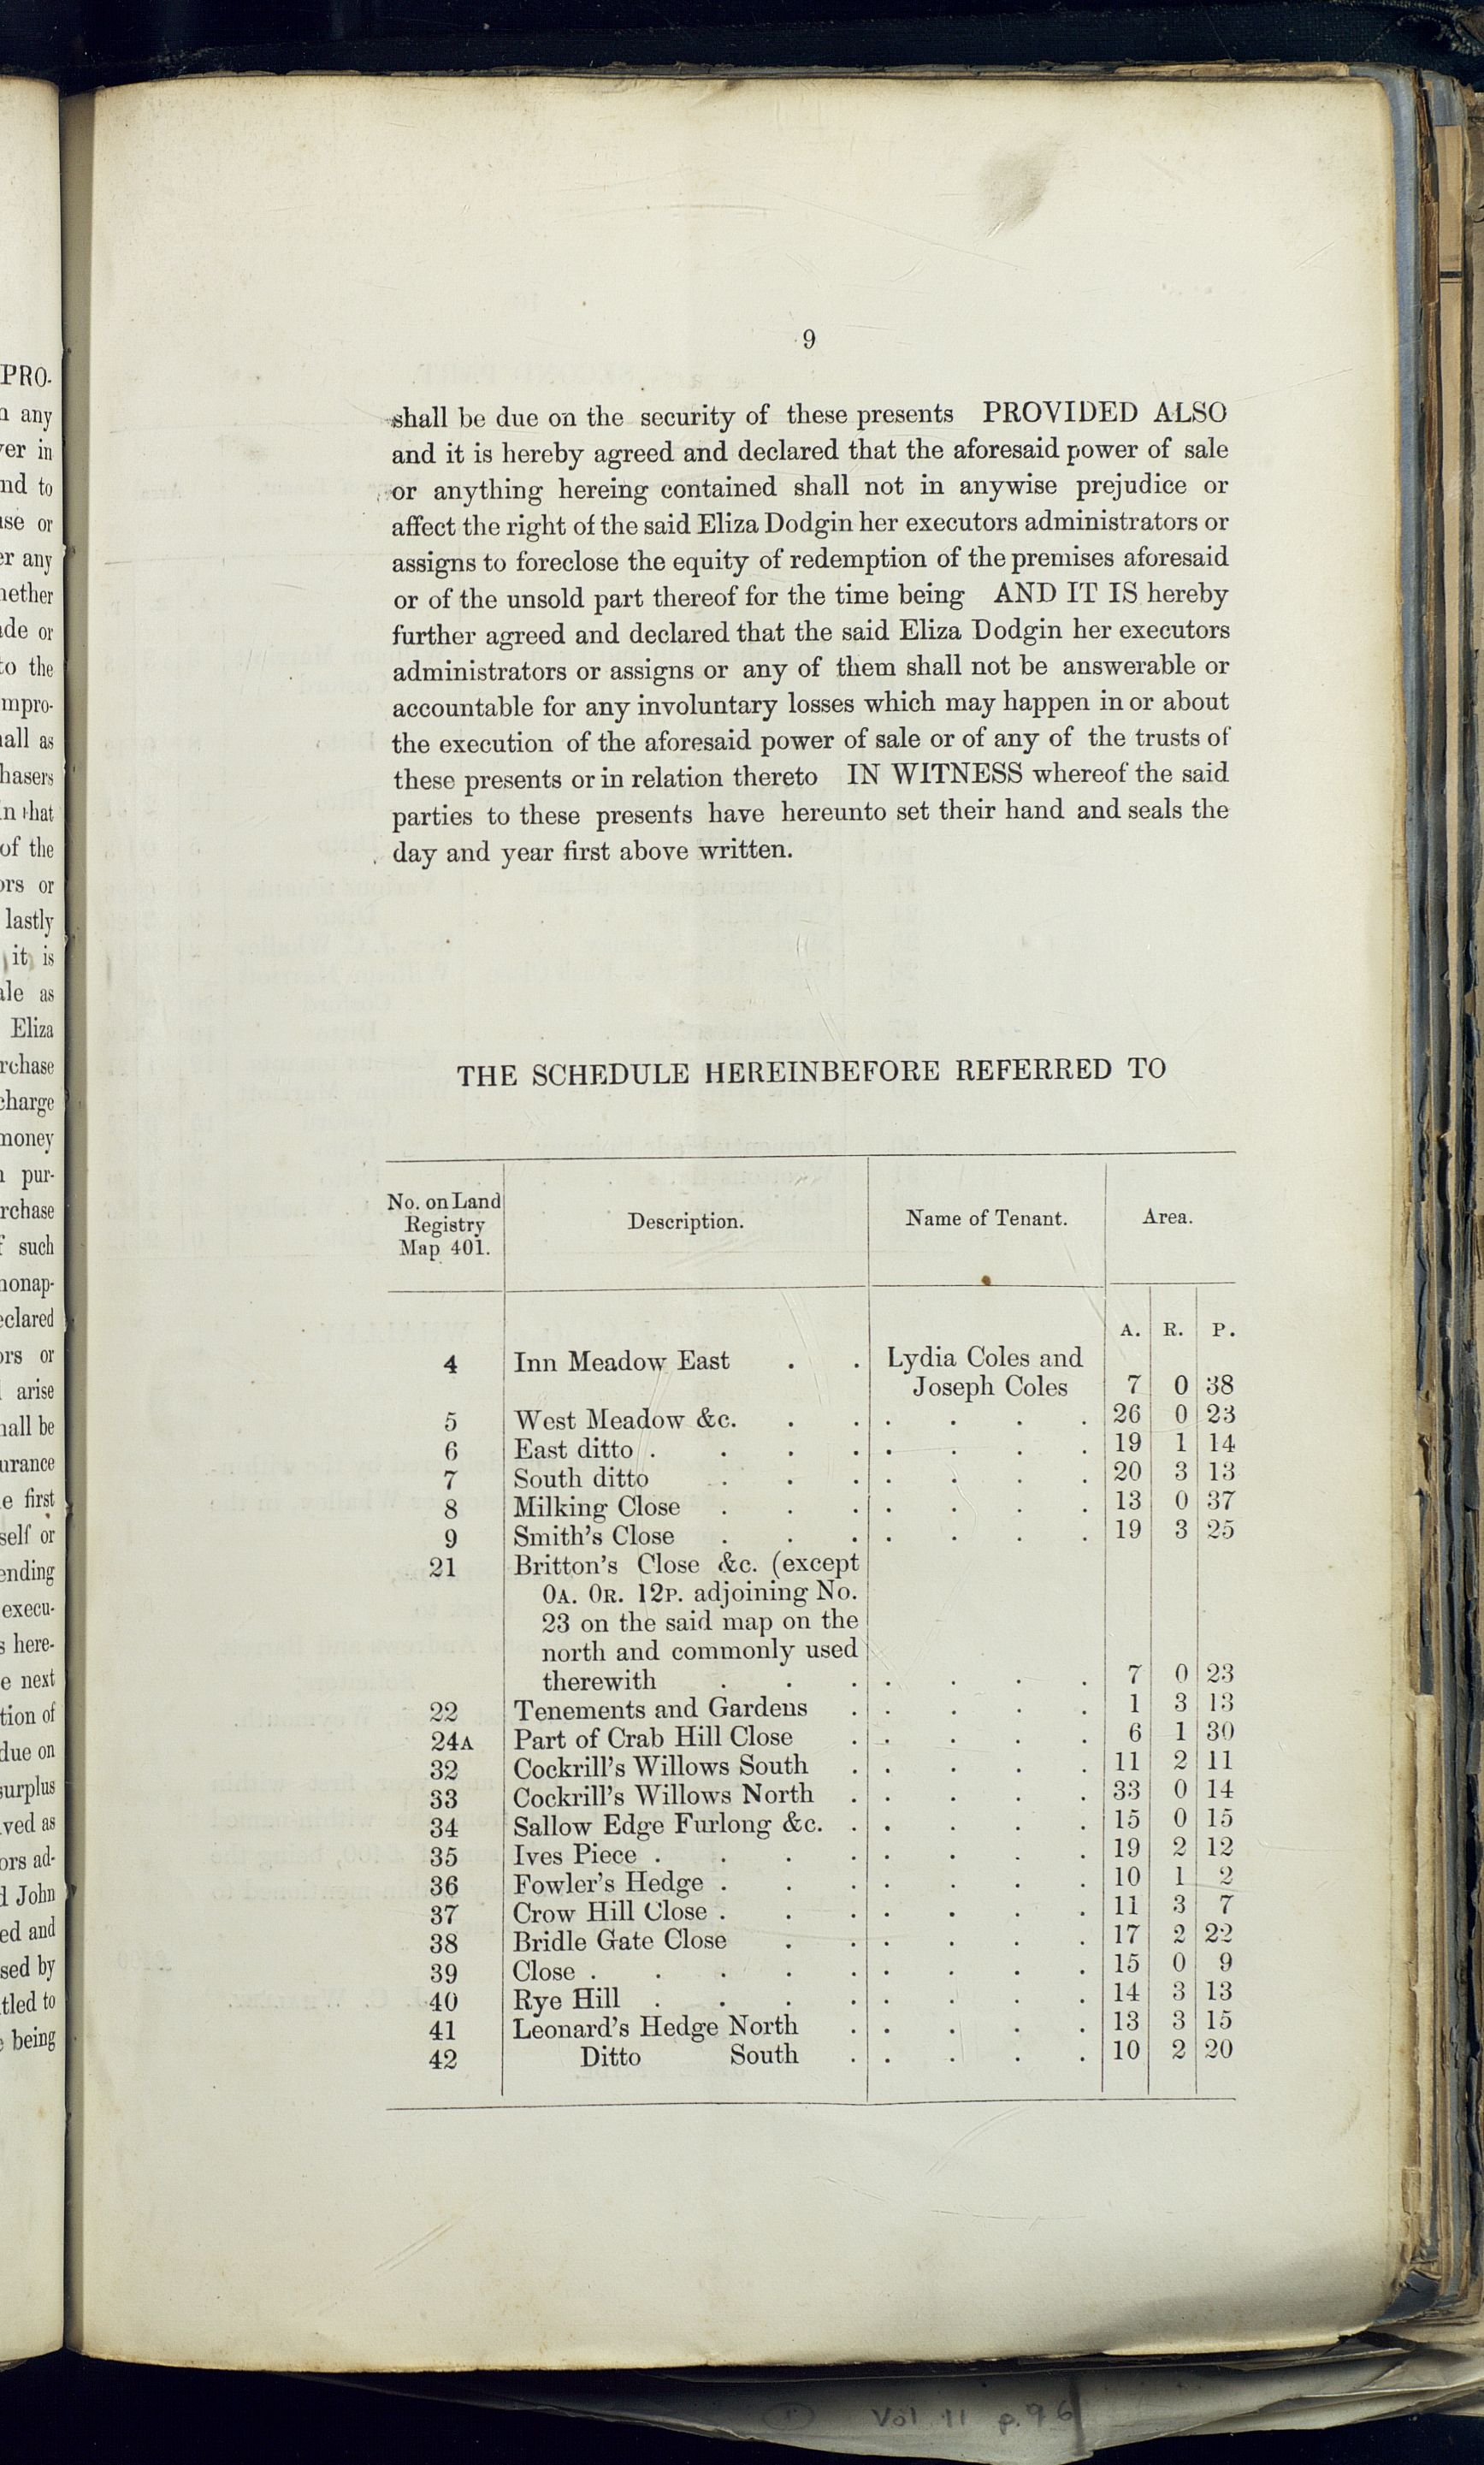 9
shall be due on the security of these presents PROVIDED ALSO
and it is hereby agreed and declared that the aforesaid power of sale
or anything hereing contained shall not in anywise prejudice or
affect the right of the said Eliza Dodgin her executors administrators or
assigns to foreclose the equity of redemption of the premises aforesaid
or of the unsold part thereof for the time being AND IT IS hereby
further agreed and declared that the said Eliza Dodgin her executors
administrators or assigns or any of them shall not be answerable or
accountable for any involuntary losses which may happen in or about
the execution of the aforesaid power of sale or of any of the trusts of
these presents or in relation thereto IN WITNESS whereof the said
parties to these presents have hereunto set their hand and seals the
day and year first above written.
THE SCHEDULE HEREINBEFORE REFERRED TO
No. on Land Registry Map 401. Description. Name of Tenant. Area.
A. R. P.
4 Inn Meadow East . . Lydia Coles and
Joseph Coles 7 0 38
5 West Meadow &c. . . . . . . 26 0 23
6 East ditto . . . . . . . . 19 1 14
7 South ditto . . . . . . . 20 3 13
8 Milking Close . . . . . . . 13 0 37
9 Smith's Close . . . . . . . 19 3 25
21 Britton's Close &c. (except
0A. 0R. 12P. adjoining No.
23 on the said map on the
north and commonly used
therewith . . . . . . . 7 0 23
22 Tenements and Gardens . . . . . 1 3 13
24A Part of Crab Hill Close . . . . . 6 1 30
32 Cockrill's Willows South . . . . . 11 2 11
33 Cockrill's Willows North . . . . . 33 0 14
34 Sallow Edge Furlong &c. . . . . . 15 0 15
35 Ives Piece . . . . . . . . 19 2 12
36 Fowler's Hedge . . . . . . . 10 1 2
37 Crow Hill Close . . . . . . . 11 3 7
38 Bridle Gate Close . . . . . . 17 2 22
39 Close . . . . . . . . . 15 0 9
40 Rye Hill . . . . . . . . 14 3 13
41 Leonard's Hedge North . . . . . 13 3 15
42 Ditto South . . . . . 10 2 20
Vol 11 p.96